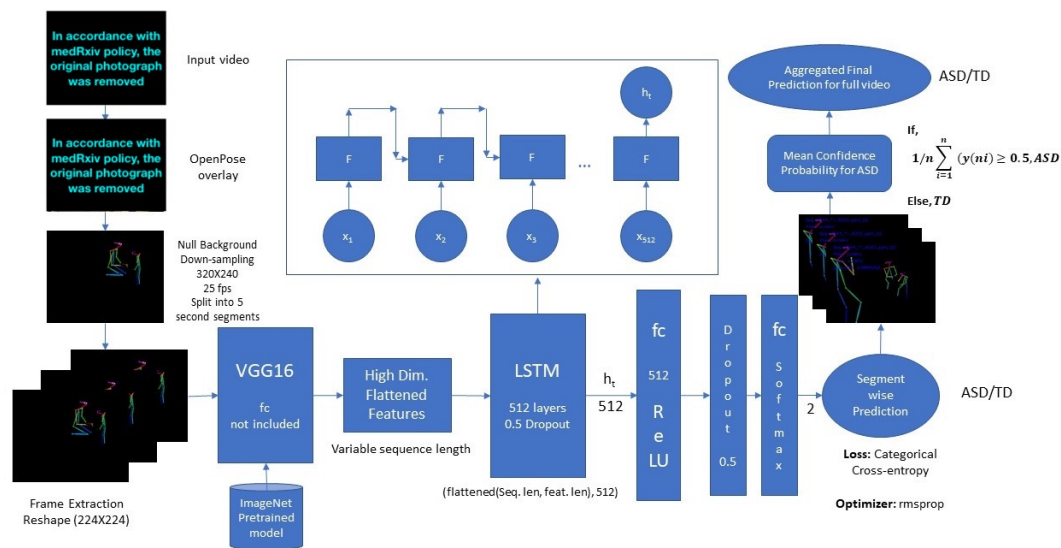 In accordance with
medRxiv policy, the
original photograph
was removed
Input video
In accordance with
medRxiv policy, the
original photograph
was removed
OpenPose
overlay
Null Background
Down-sampling
320X240
25 fps
Split into 5
second segments
Frame Extraction
Reshape (224X224)
VGG16
fc
not included
ImageNet
Pretrained
model
High Dim.
Flattened
Features
Variable sequence length
LSTM
512 layers
0.5 Dropout
(flattened(Seq. len, feat. len), 512)
hₜ
F
F
F
...
F
x₁
x₂
x₃
x₅₁₂
hₜ
512
fc
512
R
e
LU
D
r
o
p
o
u
t
0.5
fc
S
o
f
t
m
a
x
2
Segment
wise
Prediction
ASD/TD
Loss: Categorical
Cross-entropy
Optimizer: rmsprop
Mean Confidence
Probability for ASD
If,
1/n ∑ⁿᵢ₌₁ (y(ni) ≥ 0.5, ASD
Else, TD
Aggregated Final
Prediction for full video
ASD/TD